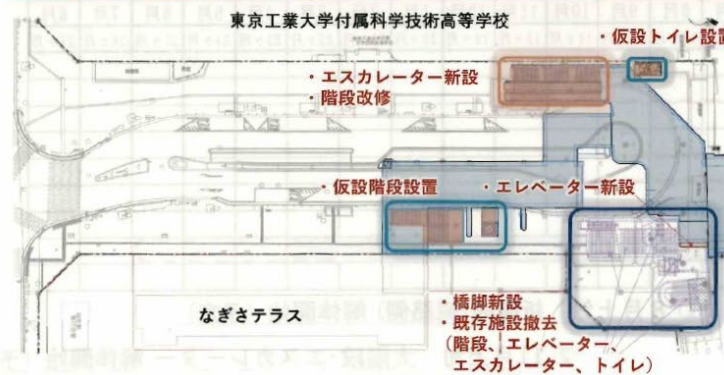 東京工業大学付属科学技術高等学校
・仮設トイレ設置
・エスカレーター新設
・階段改修
・仮設階段設置
・エレベーター新設
なぎさテラス
・橋脚新設
・既存施設撤去
（階段、エレベーター、
エスカレーター、トイレ）